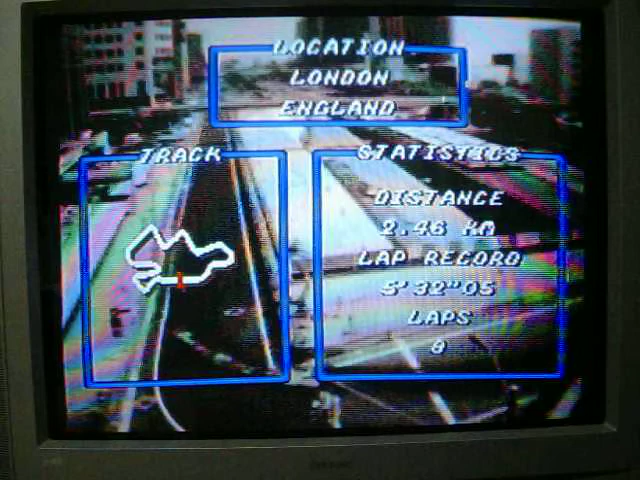 LOCATION
LONDON
ENGLAND
TRACK
STATISTICS
DISTANCE
2.46 KM
LAP RECORD
5'32"05
LAPS
8